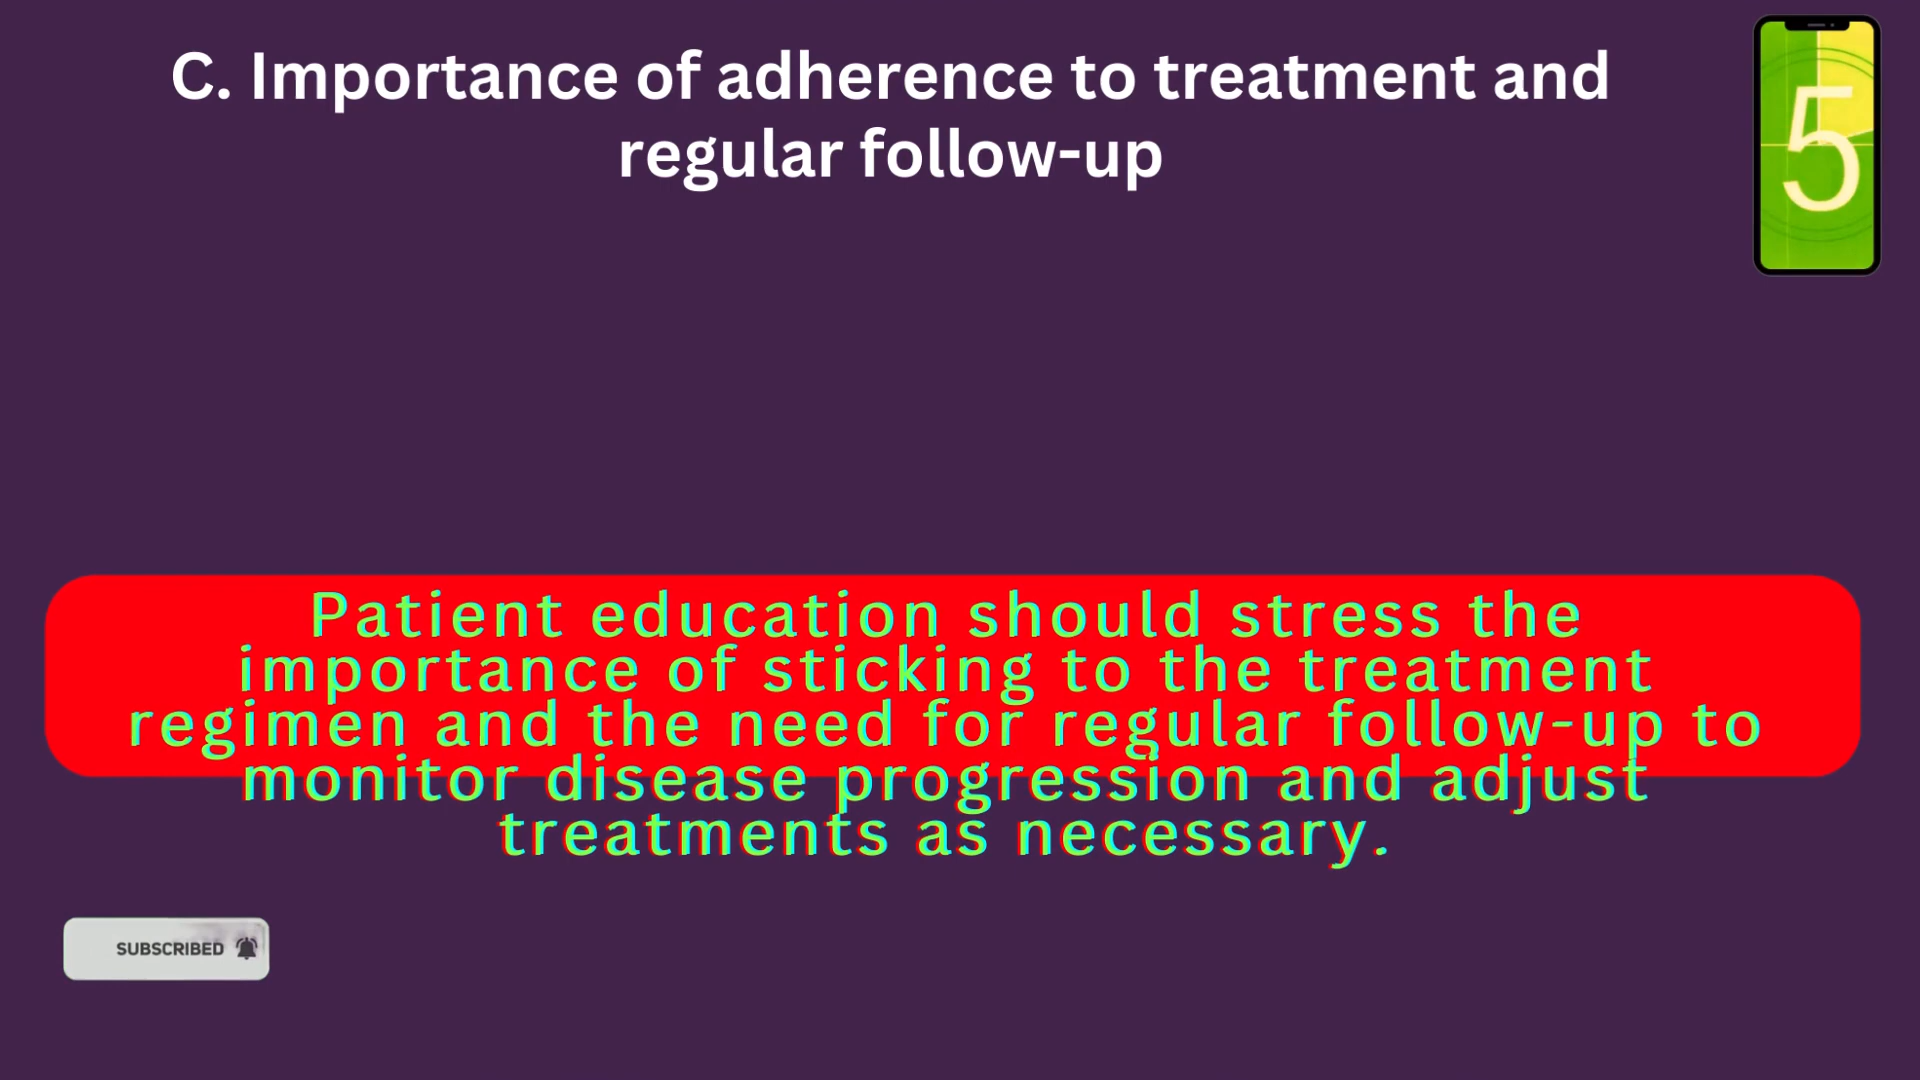 C. Importance of adherence to treatment and
regular follow-up
5
Patient education should stress the
importance of sticking to the treatment
regimen and the need for regular follow-up to
monitor disease progression and adjust
treatments as necessary.
SUBSCRIBED